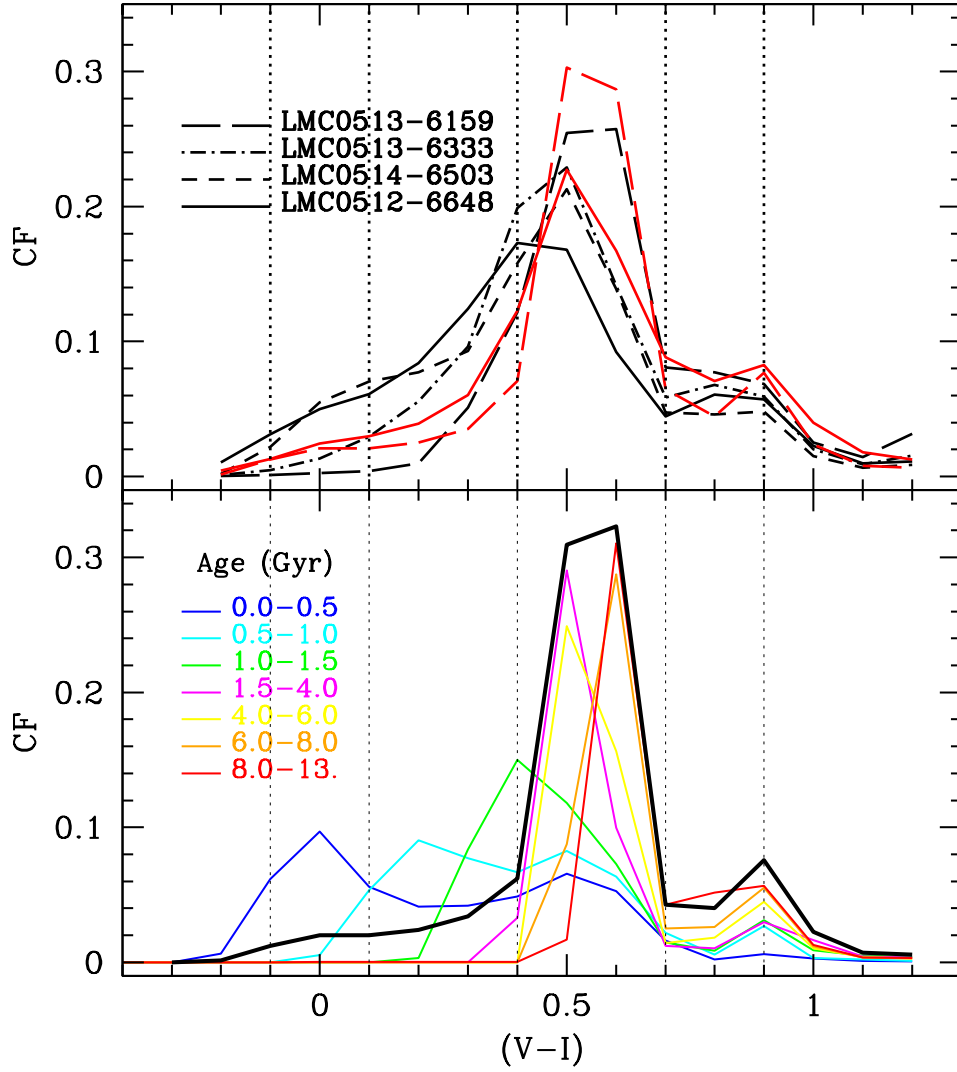 0.3
0.2
0.1
0
CF
LMC0513−6159
LMC0513−6333
LMC0514−6503
LMC0512−6648
0.3
0.2
0.1
0
CF
Age (Gyr)
0.0−0.5
0.5−1.0
1.0−1.5
1.5−4.0
4.0−6.0
6.0−8.0
8.0−13.
0 0.5 1
(V−I)